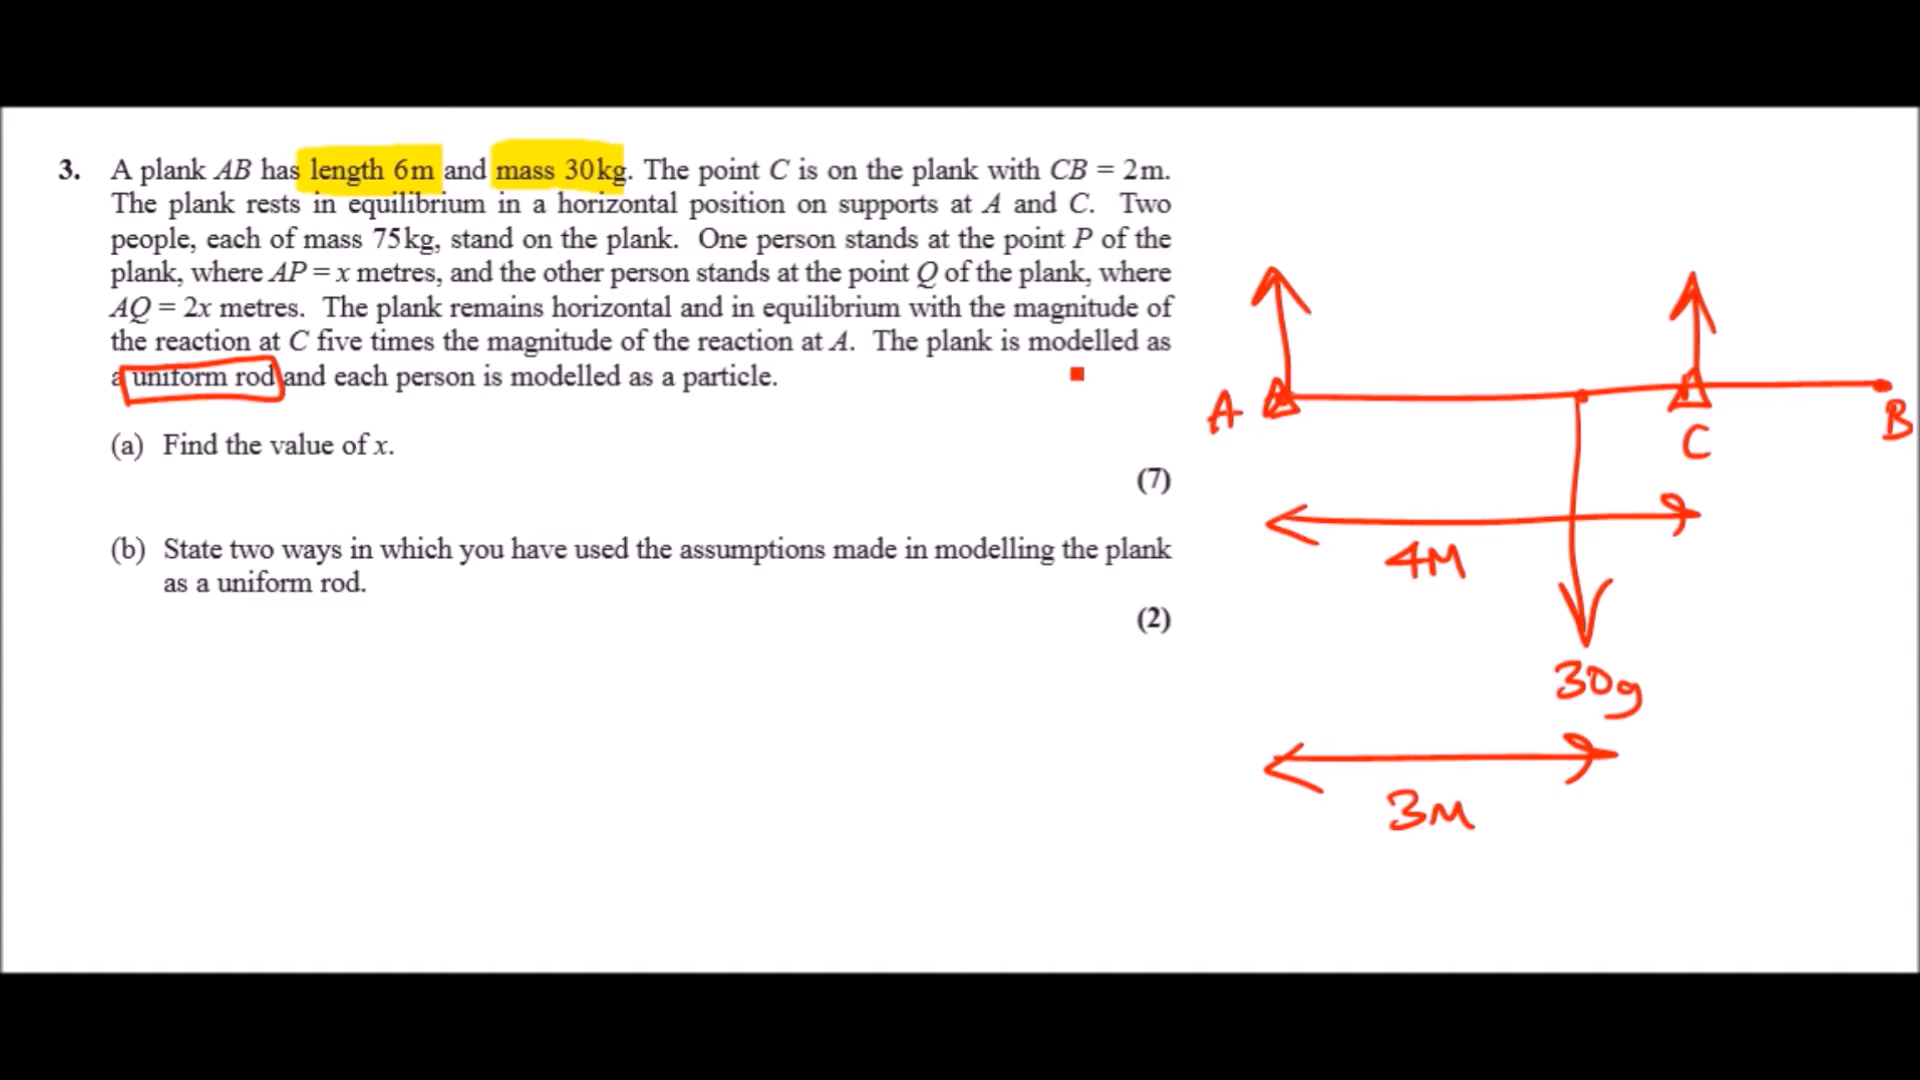 3. A plank AB has length 6m and mass 30kg. The point C is on the plank with CB = 2m.
The plank rests in equilibrium in a horizontal position on supports at A and C. Two
people, each of mass 75kg, stand on the plank. One person stands at the point P of the
plank, where AP = x metres, and the other person stands at the point Q of the plank, where
AQ = 2x metres. The plank remains horizontal and in equilibrium with the magnitude of
the reaction at C five times the magnitude of the reaction at A. The plank is modelled as
a uniform rod and each person is modelled as a particle.
(a) Find the value of x.
(7)
(b) State two ways in which you have used the assumptions made in modelling the plank
as a uniform rod.
(2)
A
C
B
4M
30g
3M